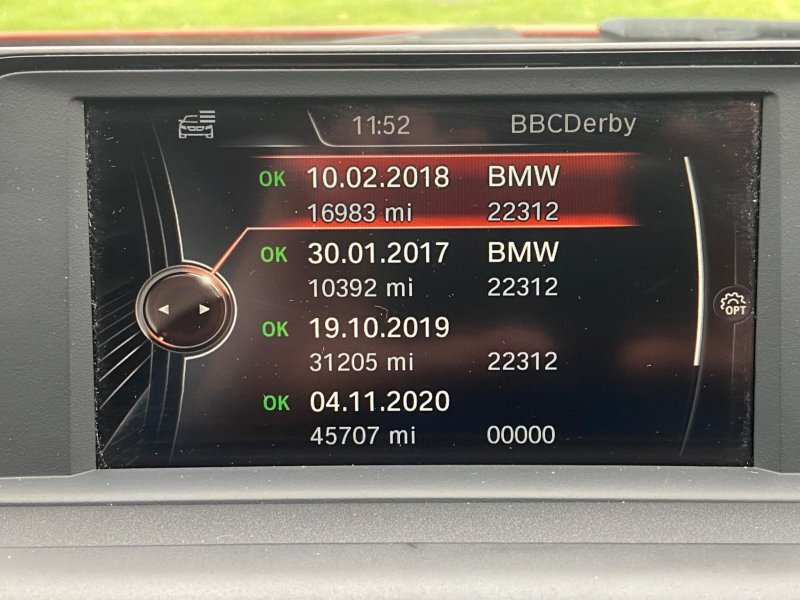 11:52 BBCDerby
OK 10.02.2018 BMW
16983 mi 22312
OK 30.01.2017 BMW
10392 mi 22312
OK 19.10.2019
31205 mi 22312
OK 04.11.2020
45707 mi 00000
OPT